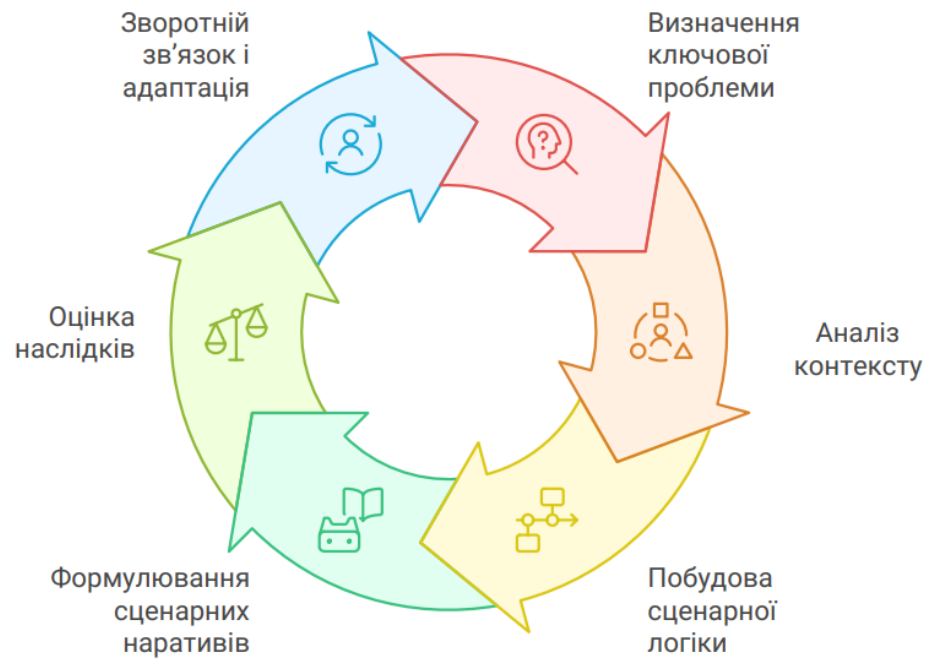 Зворотній
зв'язок і
адаптація
Визначення
ключової
проблеми
Оцінка
наслідків
Аналіз
контексту
Формулювання
сценарних
наративів
Побудова
сценарної
логіки